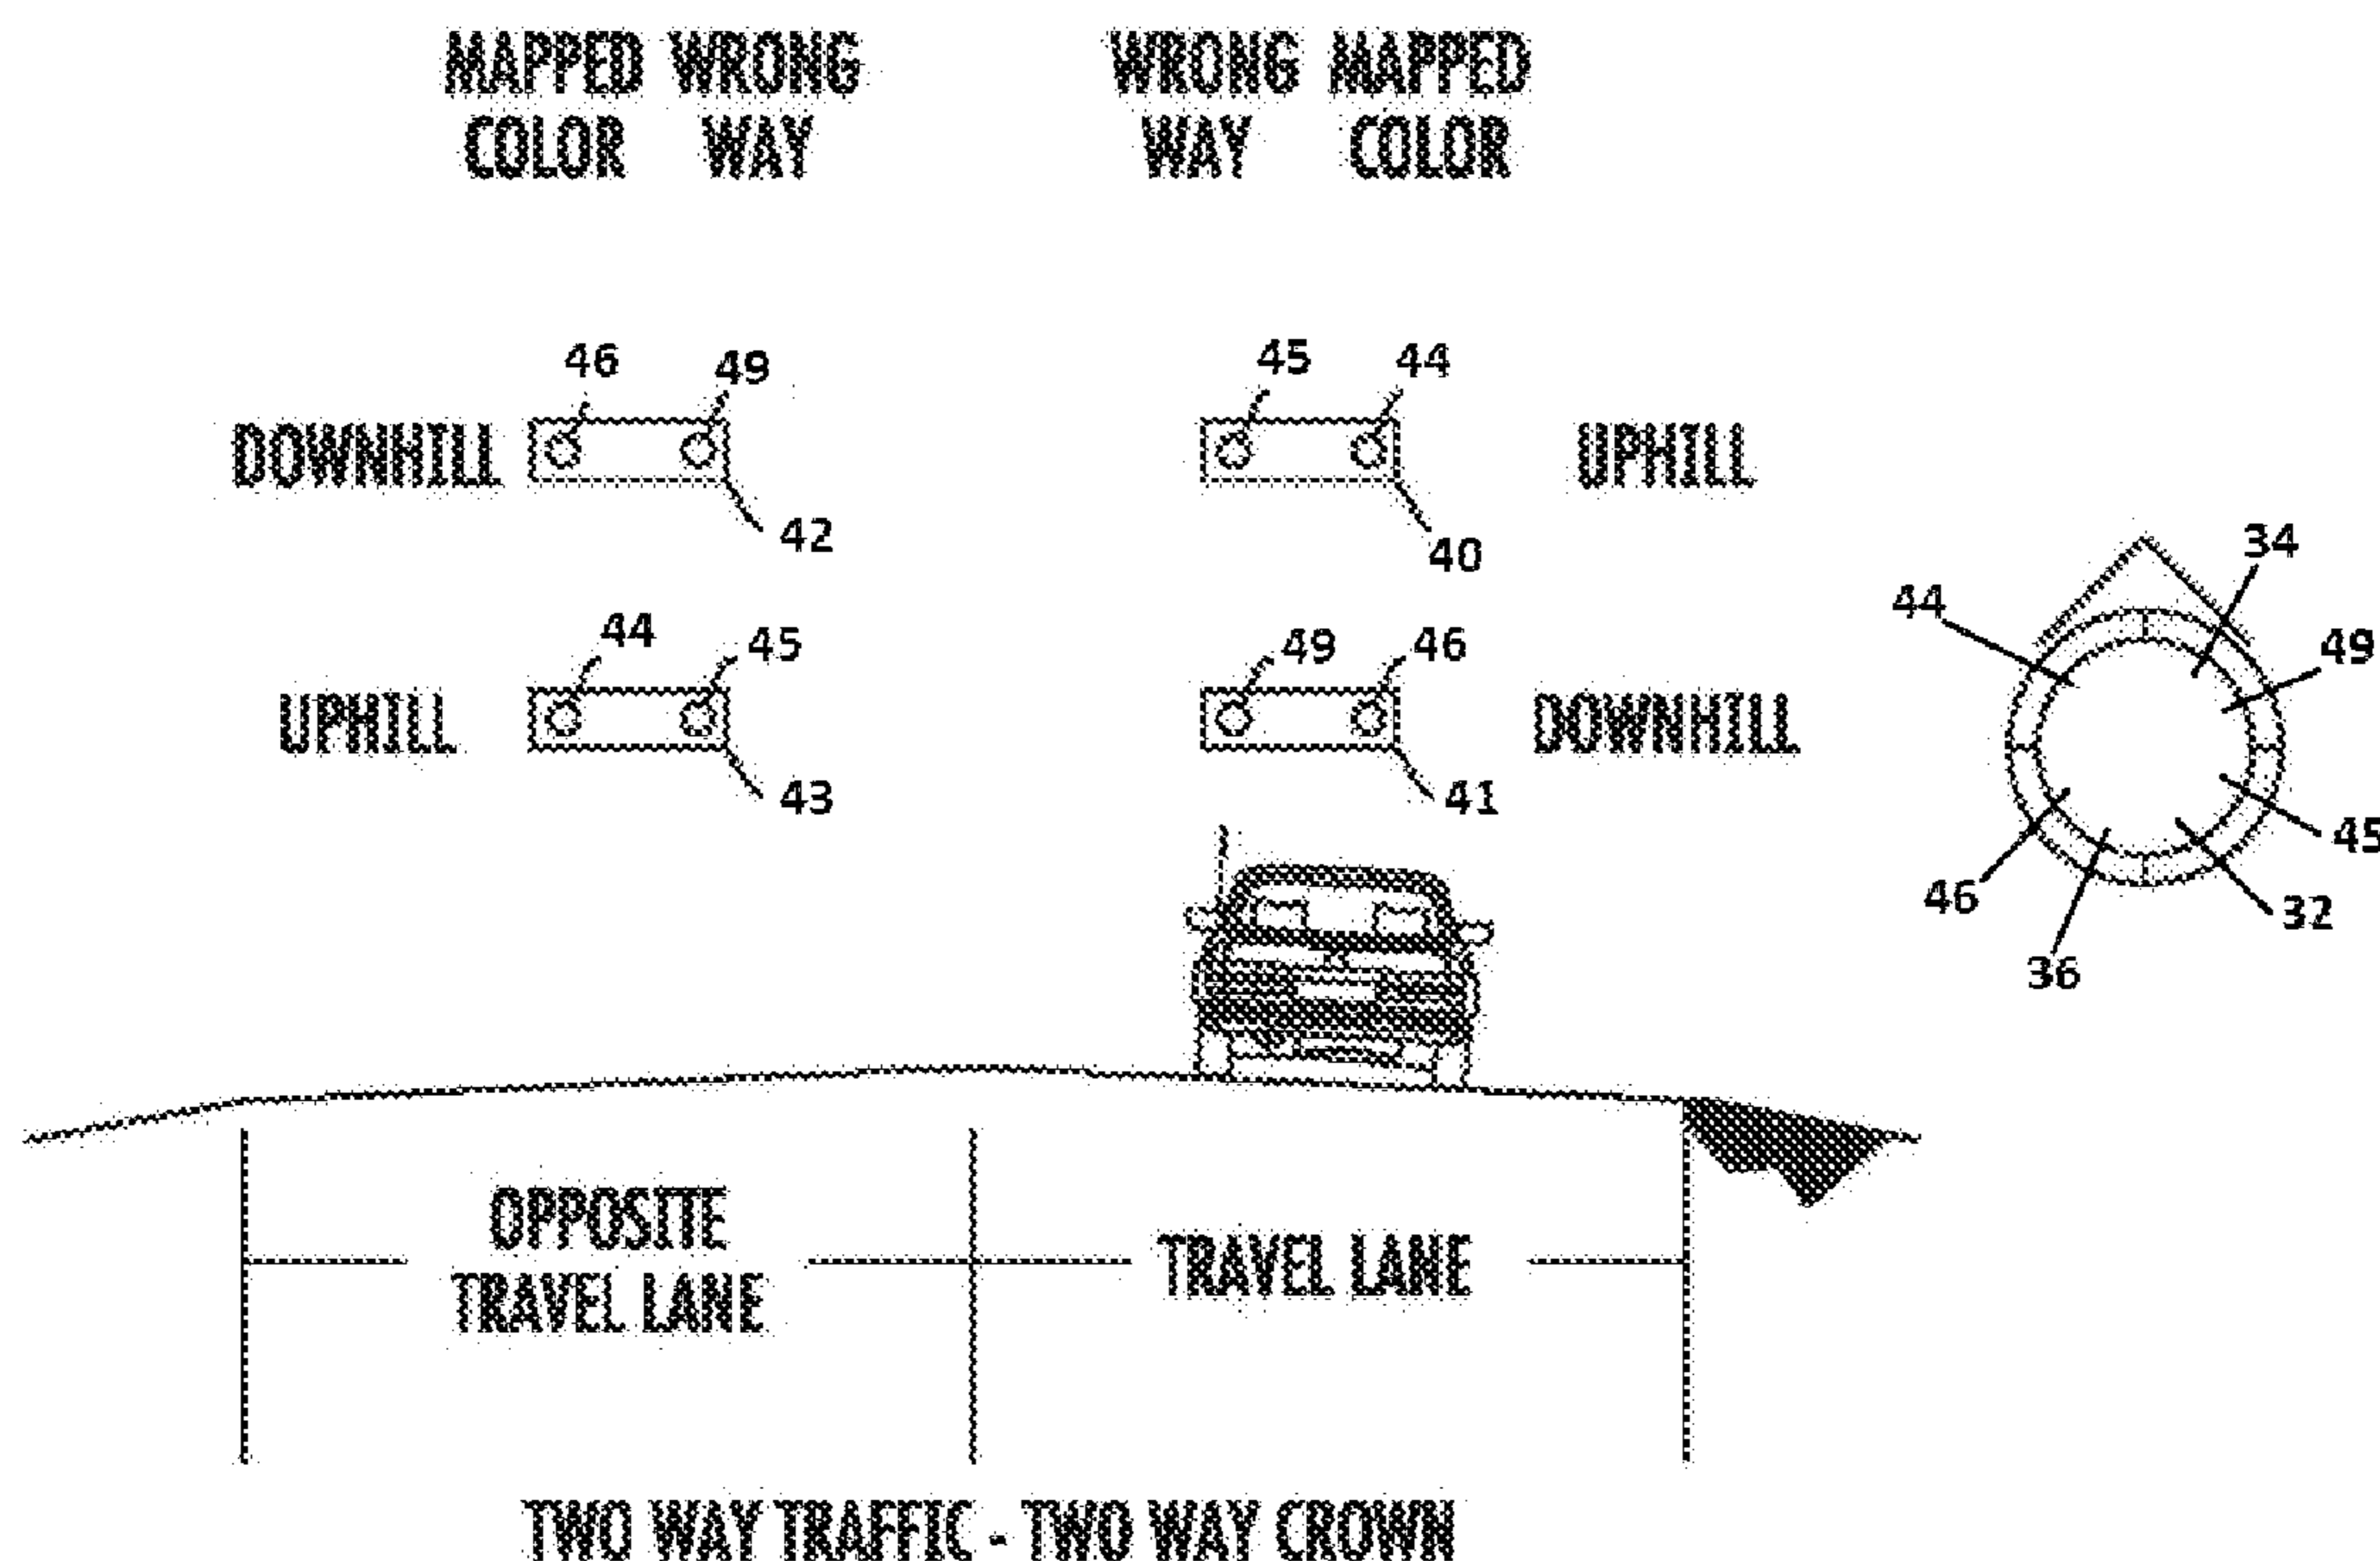 MAPPED WRONG WRONG MAPPED
COLOR WAY WAY COLOR
46 49 45 44
DOWNHILL UPHILL
42 40
34
44
44 45 49 46 49
UPHILL DOWNHILL
43 41
45
46 32
36
OPPOSITE
TRAVEL LANE
TRAVEL LANE
TWO WAY TRAFFIC - TWO WAY CROWN